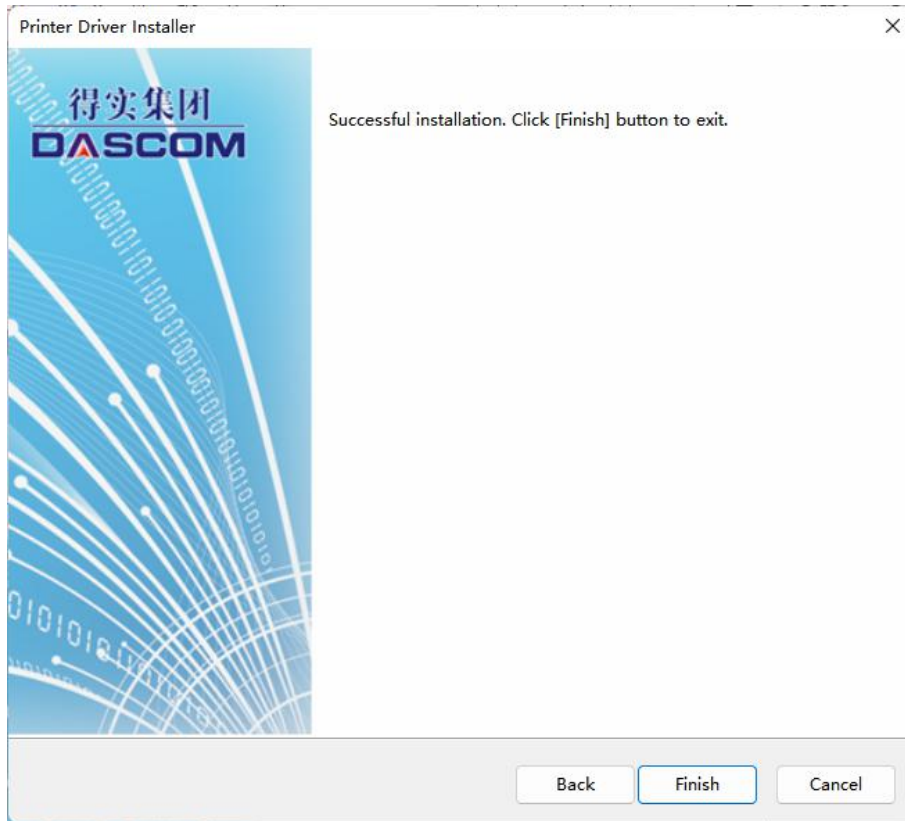 Printer Driver Installer
得实集团
DASCOM
Successful installation. Click [Finish] button to exit.
Back
Finish
Cancel